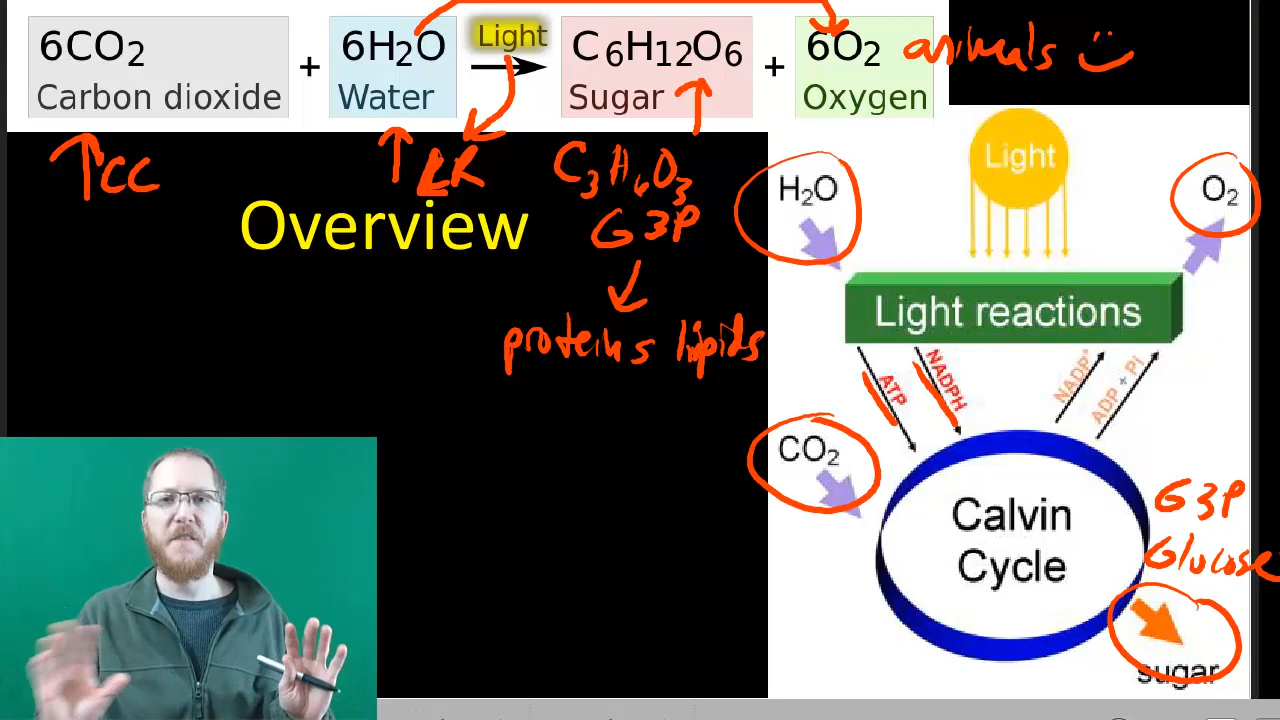 6CO₂ + 6H₂O Light C₆H₁₂O₆ + 6O₂ animals
Carbon dioxide Water Sugar Oxygen
CC LR C₃H₆O₃
Overview G3P
proteins lipids
Light
H₂O O₂
Light reactions
ATP NADPH NADP⁺ ADP + Pi
CO₂
Calvin
Cycle
G3P
Glucose
sugar